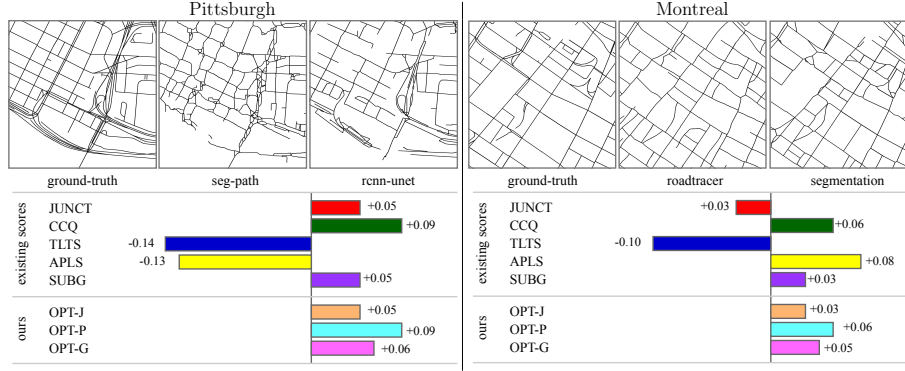 Pittsburgh
ground-truth seg-path rcnn-unet
existing scores
JUNCT +0.05
CCQ +0.09
TLTS -0.14
APLS -0.13
SUBG +0.05
ours
OPT-J +0.05
OPT-P +0.09
OPT-G +0.06
Montreal
ground-truth roadtracer segmentation
existing scores
JUNCT +0.03
CCQ +0.06
TLTS -0.10
APLS +0.08
SUBG +0.03
ours
OPT-J +0.03
OPT-P +0.06
OPT-G +0.05